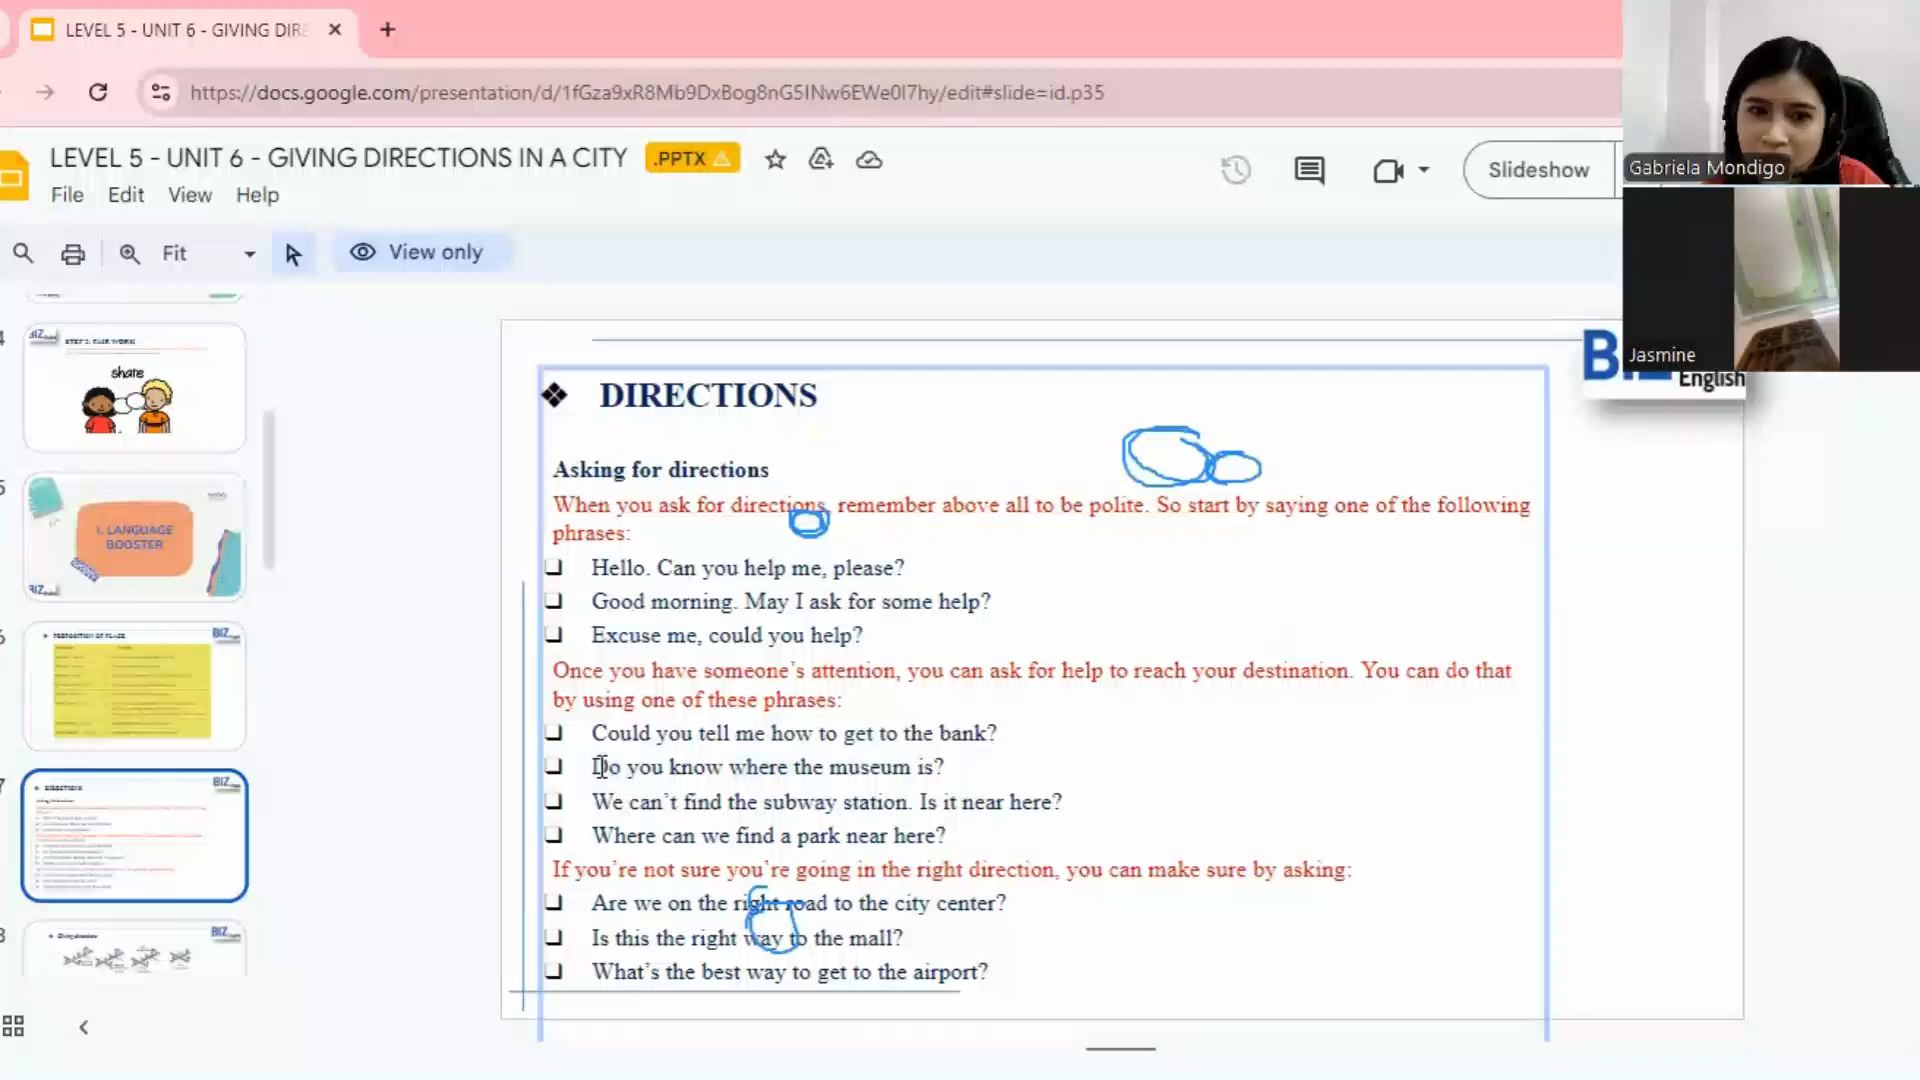 LEVEL 5 - UNIT 6 - GIVING DIRE
https://docs.google.com/presentation/d/1fGza9xR8Mb9DxBog8nG5INw6EWe0I7hy/edit#slide=id.p35
LEVEL 5 - UNIT 6 - GIVING DIRECTIONS IN A CITY
.PPTX
File Edit View Help
Slideshow
Gabriela Mondigo
Fit
View only
Jasmine
English
share
I. LANGUAGE
BOOSTER
BIZ
DIRECTIONS
Asking for directions
When you ask for directions, remember above all to be polite. So start by saying one of the following
phrases:
Hello. Can you help me, please?
Good morning. May I ask for some help?
Excuse me, could you help?
Once you have someone's attention, you can ask for help to reach your destination. You can do that
by using one of these phrases:
Could you tell me how to get to the bank?
Do you know where the museum is?
We can't find the subway station. Is it near here?
Where can we find a park near here?
If you're not sure you're going in the right direction, you can make sure by asking:
Are we on the right road to the city center?
Is this the right way to the mall?
What's the best way to get to the airport?